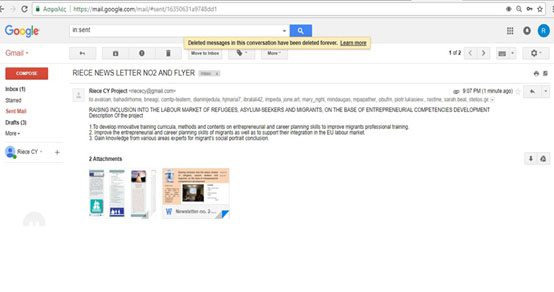 Ασφαλές | https://mail.google.com/mail/#sent/16350631a9740dd1
Google
in:sent
R
Deleted messages in this conversation have been deleted forever. Learn more
Gmail
Move to Inbox
More
1 of 2
COMPOSE
RIECE NEWS LETTER NO2 AND FLYER
Inbox x
Inbox (1)
Starred
Sent Mail
Drafts (3)
More
Riece CY
Riece CY Project <riececy@gmail.com>
9:07 PM (1 minute ago)
RAISING INCLUSION INTO THE LABOUR MARKET OF REFUGEES, ASYLUM-SEEKERS AND MIGRANTS, ON THE BASE OF ENTREPRENEURIAL COMPETENCIES DEVELOPMENT
Description Of the project
1.To develop innovative training curricula, methods and contents on entrepreneurial and career planning skills to improve migrants professional training.
2. Improve the entrepreneurial and career planning skills of migrants as well as to support their integration in the EU labour market.
3. Gain knowledge from various areas experts for migrant's social portrait conclusion.
2 Attachments
W Newsletter-no. 2-...